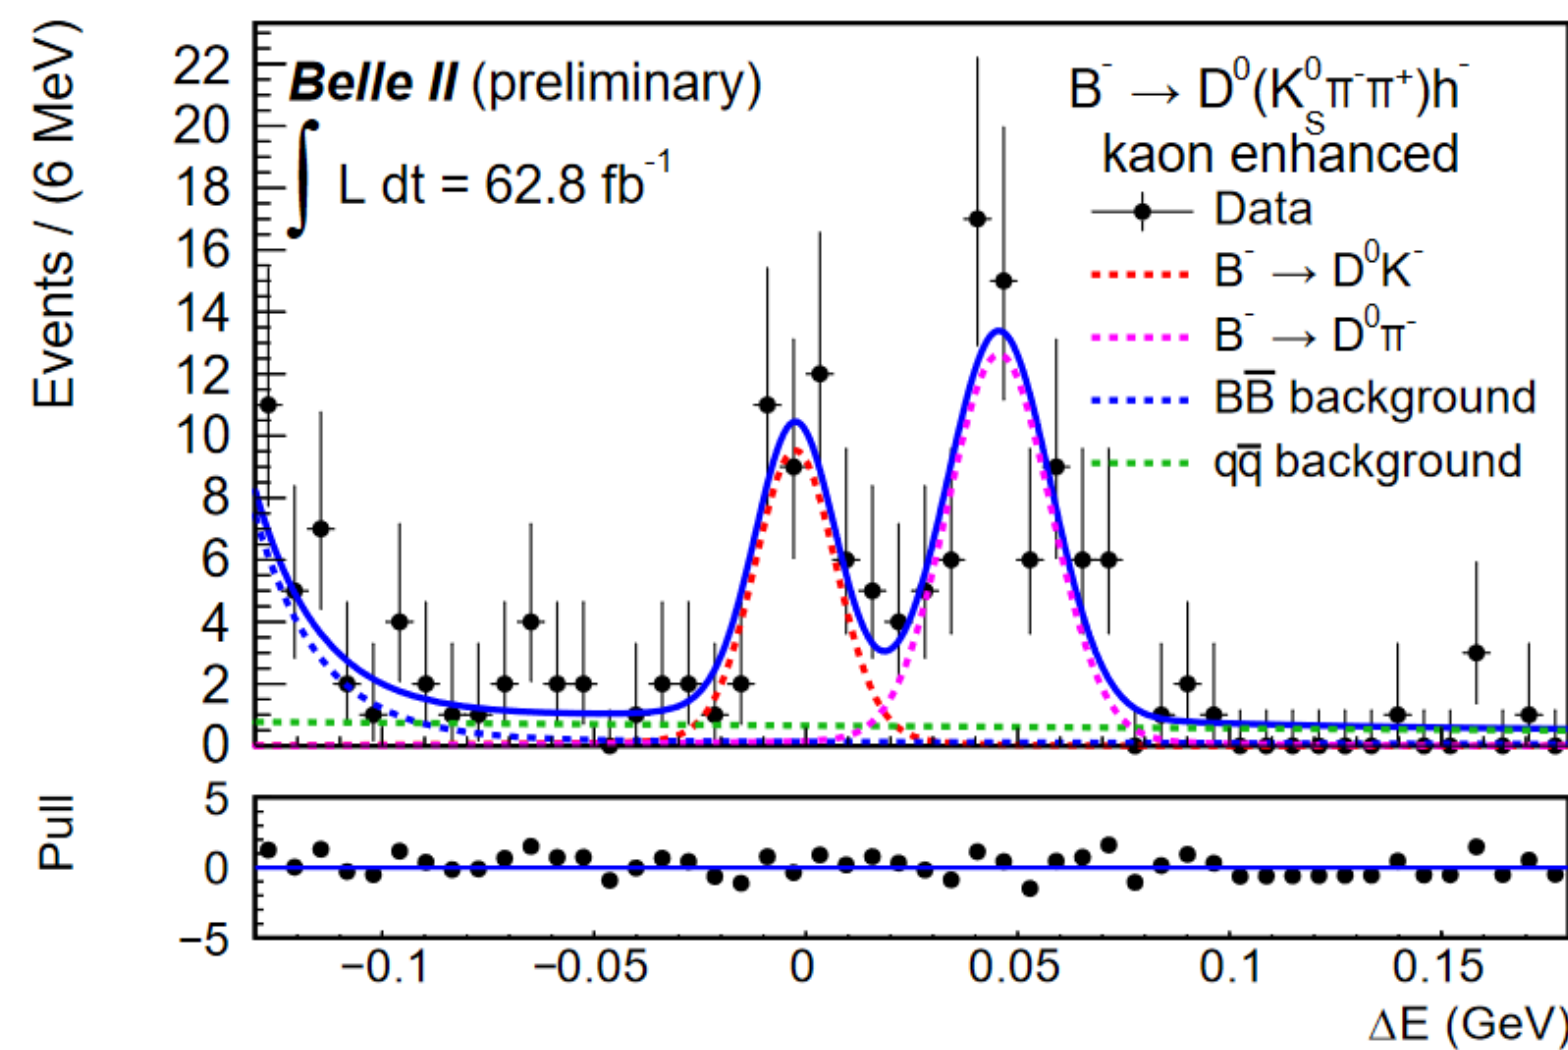 Events / (6 MeV)
22
20
18
16
14
12
10
8
6
4
2
0
Belle II (preliminary)
∫ L dt = 62.8 fb⁻¹
B⁻ → D⁰(K⁰_Sπ⁻π⁺)h⁻
kaon enhanced
Data
B⁻ → D⁰K⁻
B⁻ → D⁰π⁻
BB̅ background
qq̅ background
Pull
5
0
−5
−0.1 −0.05 0 0.05 0.1 0.15
ΔE (GeV)